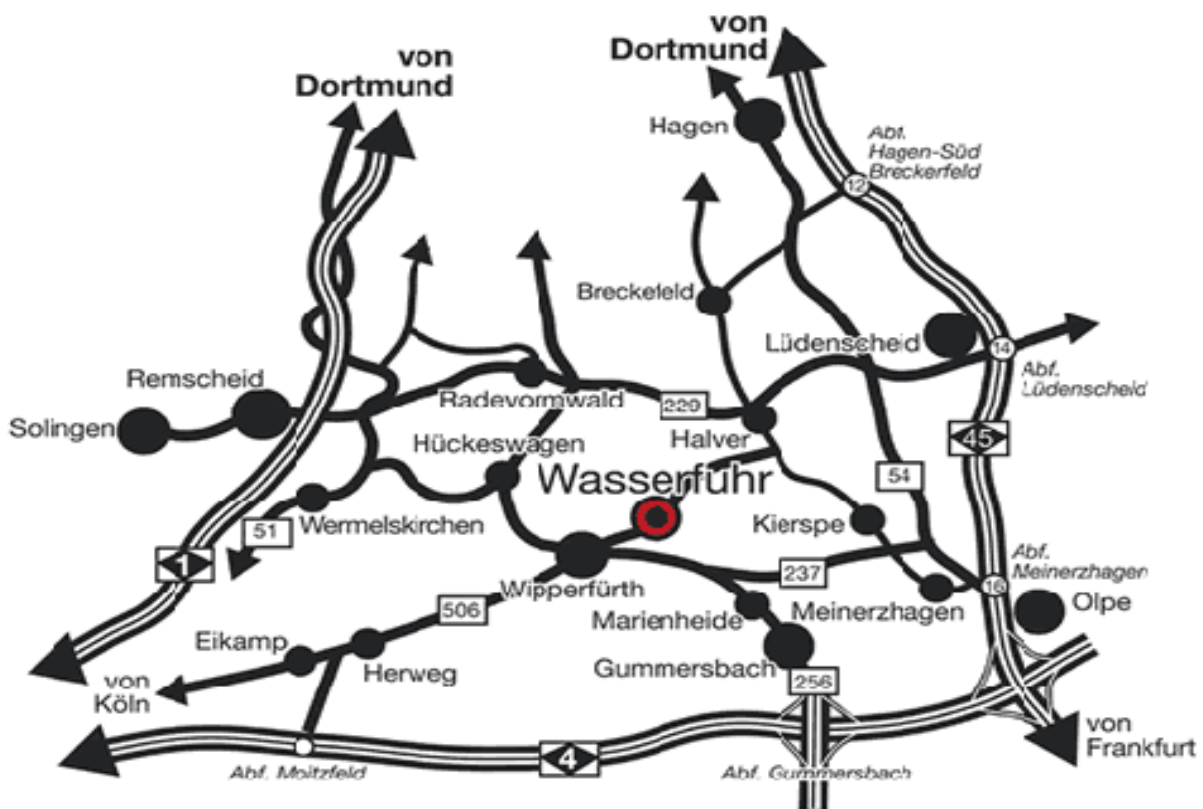 von
Dortmund
von
Dortmund
Hagen
Abf.
Hagen-Süd
Breckerfeld
12
Breckefeld
Lüdenscheid
14
Abf.
Lüdenscheid
Remscheid
Solingen
Radevormwald
229
Halver
45
Hückeswagen
Wasserfuhr
54
51
Wermelskirchen
Kierspe
1
Abf.
Meinerzhagen
16
Wipperfürth
237
Olpe
506
Marienheide
Meinerzhagen
Eikamp
Herweg
Gummersbach
256
von
Köln
von
Frankfurt
4
Abf. Moitzfeld
Abf. Gummersbach